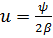 u = ψ / 2β